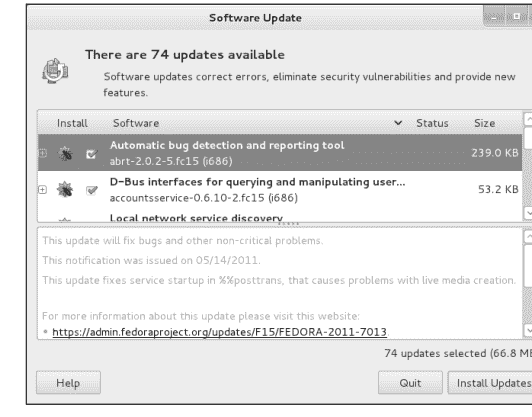 Software Update
There are 74 updates available
Software updates correct errors, eliminate security vulnerabilities and provide new
features.
Install Software Status Size
Automatic bug detection and reporting tool
abrt-2.0.2-5.fc15 (i686)
239.0 KB
D-Bus interfaces for querying and manipulating user...
accountsservice-0.6.10-2.fc15 (i686)
53.2 KB
Local network service discovery
This update will fix bugs and other non-critical problems.
This notification was issued on 05/14/2011.
This update fixes service startup in %%posttrans, that causes problems with live media creation.
For more information about this update please visit this website:
• https://admin.fedoraproject.org/updates/F15/FEDORA-2011-7013
74 updates selected (66.8 MB
Help Quit Install Updates